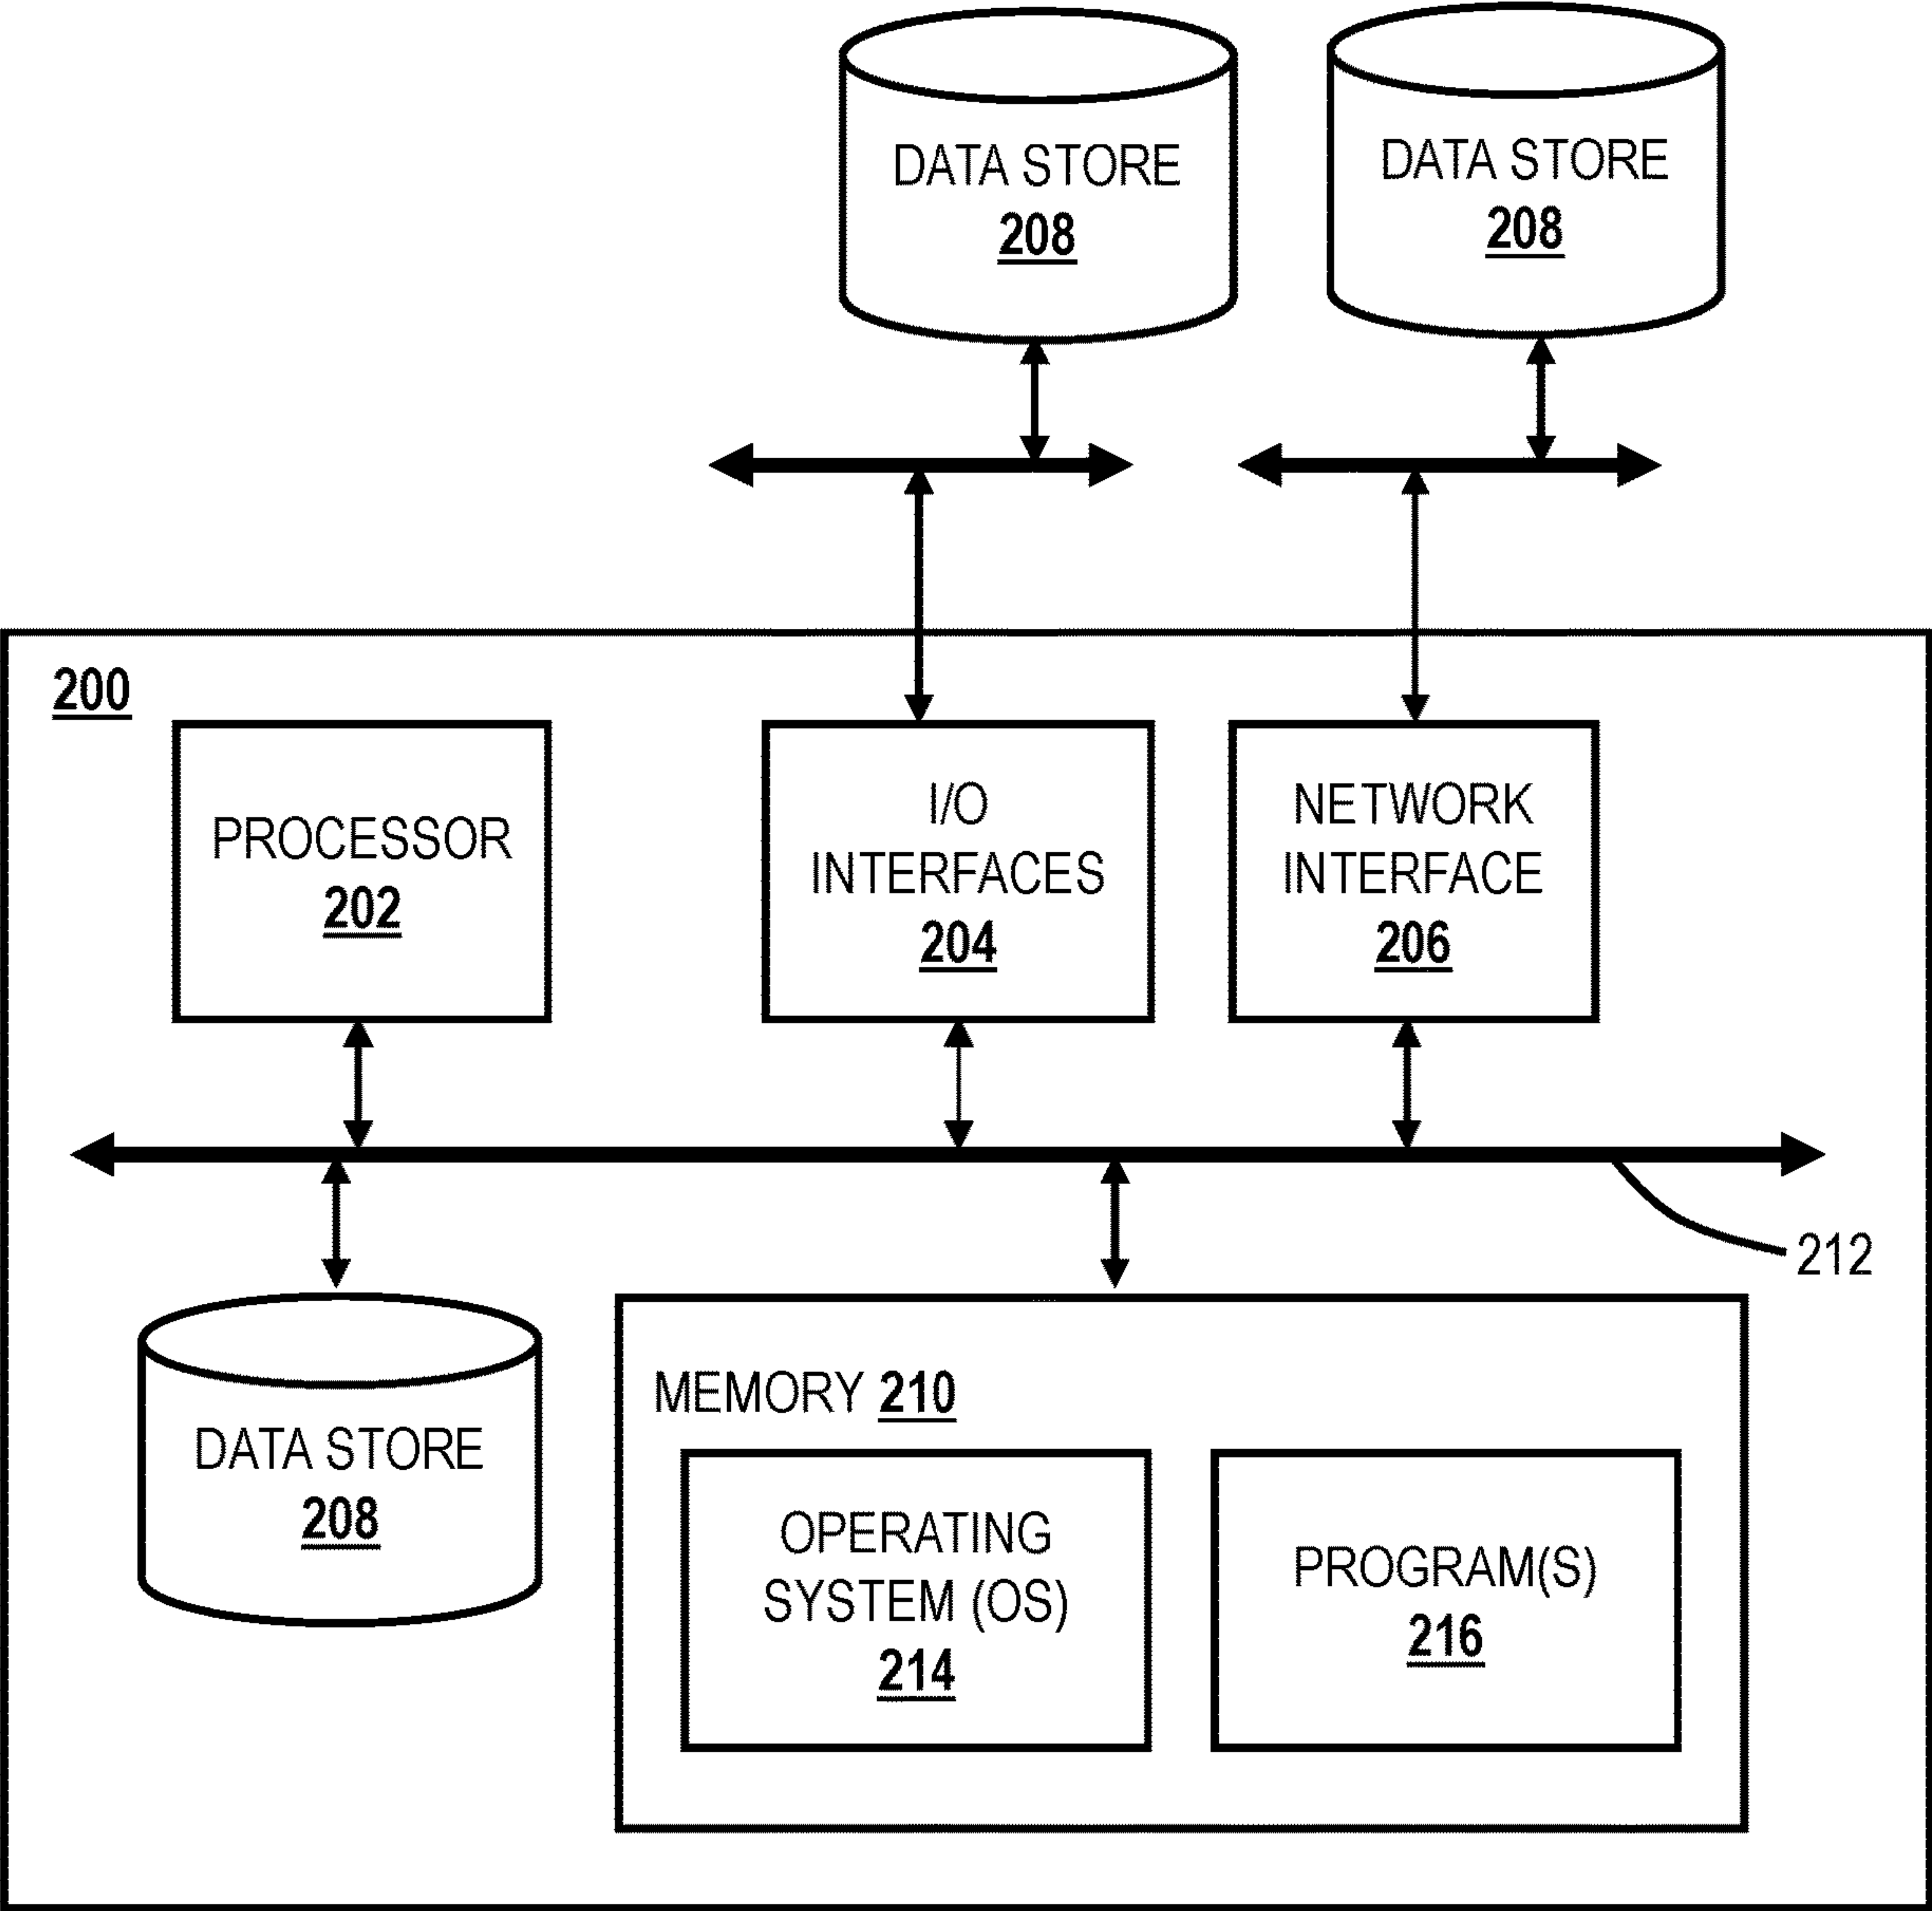 DATA STORE
208
DATA STORE
208
200
PROCESSOR
202
I/O
INTERFACES
204
NETWORK
INTERFACE
206
212
DATA STORE
208
MEMORY 210
OPERATING
SYSTEM (OS)
214
PROGRAM(S)
216